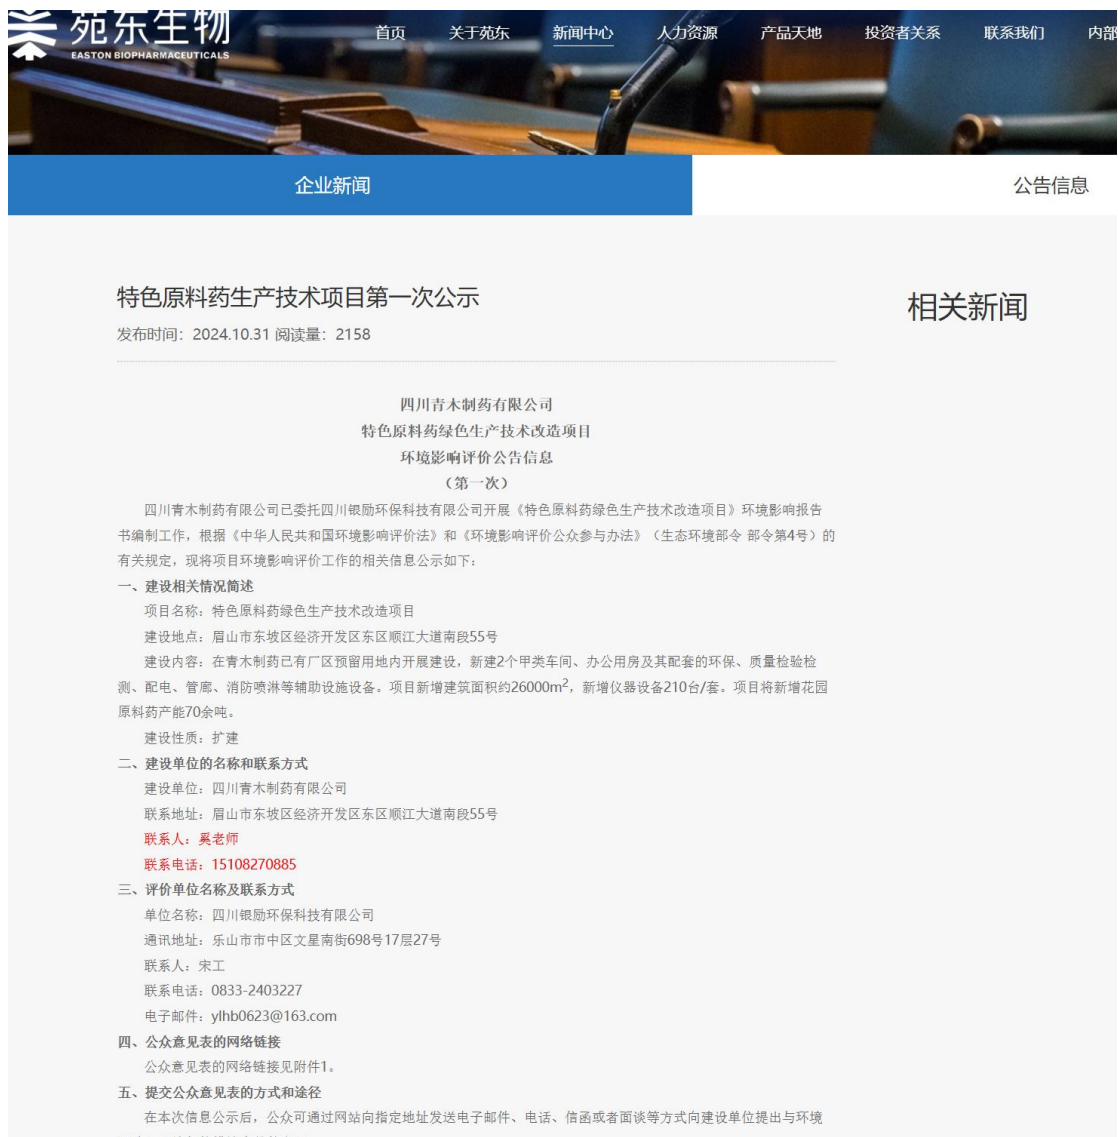 苑东生物
EASTON BIOPHARMACEUTICALS
首页 关于苑东 新闻中心 人力资源 产品天地 投资者关系 联系我们 内部
企业新闻 公告信息
特色原料药生产技术项目第一次公示
相关新闻
发布时间：2024.10.31 阅读量：2158
四川青木制药有限公司
特色原料药绿色生产技术改造项目
环境影响评价公告信息
（第一次）
四川青木制药有限公司已委托四川银励环保科技有限公司开展《特色原料药绿色生产技术改造项目》环境影响报告
书编制工作，根据《中华人民共和国环境影响评价法》和《环境影响评价公众参与办法》（生态环境部令 部令第4号）的
有关规定，现将项目环境影响评价工作的相关信息公示如下：
一、建设相关情况简述
项目名称：特色原料药绿色生产技术改造项目
建设地点：眉山市东坡区经济开发区东区顺江大道南段55号
建设内容：在青木制药已有厂区预留用地内开展建设，新建2个甲类车间、办公用房及其配套的环保、质量检验检
测、配电、管廊、消防喷淋等辅助设施设备。项目新增建筑面积约26000m²，新增仪器设备210台/套。项目将新增花园
原料药产能70余吨。
建设性质：扩建
二、建设单位的名称和联系方式
建设单位：四川青木制药有限公司
联系地址：眉山市东坡区经济开发区东区顺江大道南段55号
联系人：奚老师
联系电话：15108270885
三、评价单位名称及联系方式
单位名称：四川银励环保科技有限公司
通讯地址：乐山市市中区文星南街698号17层27号
联系人：宋工
联系电话：0833-2403227
电子邮件：ylhb0623@163.com
四、公众意见表的网络链接
公众意见表的网络链接见附件1。
五、提交公众意见表的方式和途径
在本次信息公示后，公众可通过网站向指定地址发送电子邮件、电话、信函或者面谈等方式向建设单位提出与环境